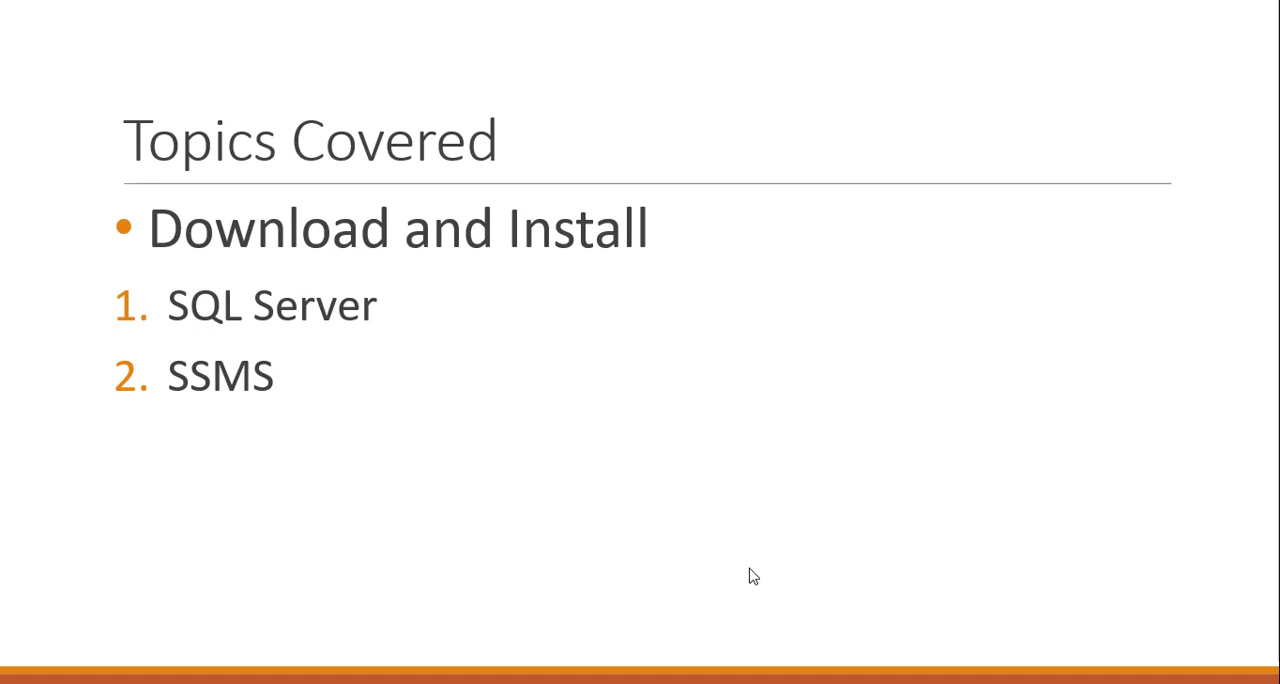 Topics Covered
• Download and Install
1. SQL Server
2. SSMS